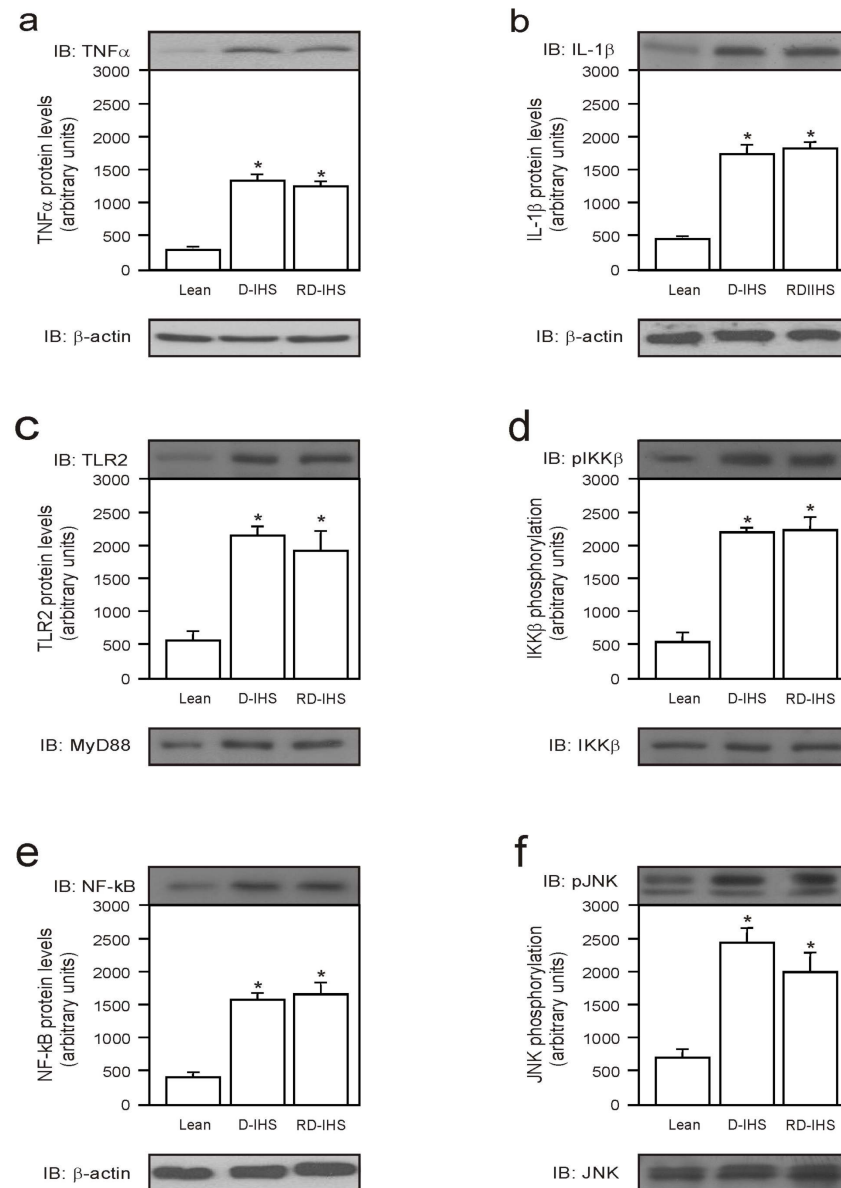 a
IB: TNFα
3000
2500
2000
1500
1000
500
0
TNFα protein levels
(arbitrary units)
*
*
Lean D-IHS RD-IHS
IB: β-actin
b
IB: IL-1β
3000
2500
2000
1500
1000
500
0
IL-1β protein levels
(arbitrary units)
*
*
Lean D-IHS RDIIHS
IB: β-actin
c
IB: TLR2
3000
2500
2000
1500
1000
500
0
TLR2 protein levels
(arbitrary units)
*
*
Lean D-IHS RD-IHS
IB: MyD88
d
IB: pIKKβ
3000
2500
2000
1500
1000
500
0
IKKβ phosphorylation
(arbitrary units)
*
*
Lean D-IHS RD-IHS
IB: IKKβ
e
IB: NF-kB
3000
2500
2000
1500
1000
500
0
NF-kB protein levels
(arbitrary units)
*
*
Lean D-IHS RD-IHS
IB: β-actin
f
IB: pJNK
3000
2500
2000
1500
1000
500
0
JNK phosphorylation
(arbitrary units)
*
*
Lean D-IHS RD-IHS
IB: JNK